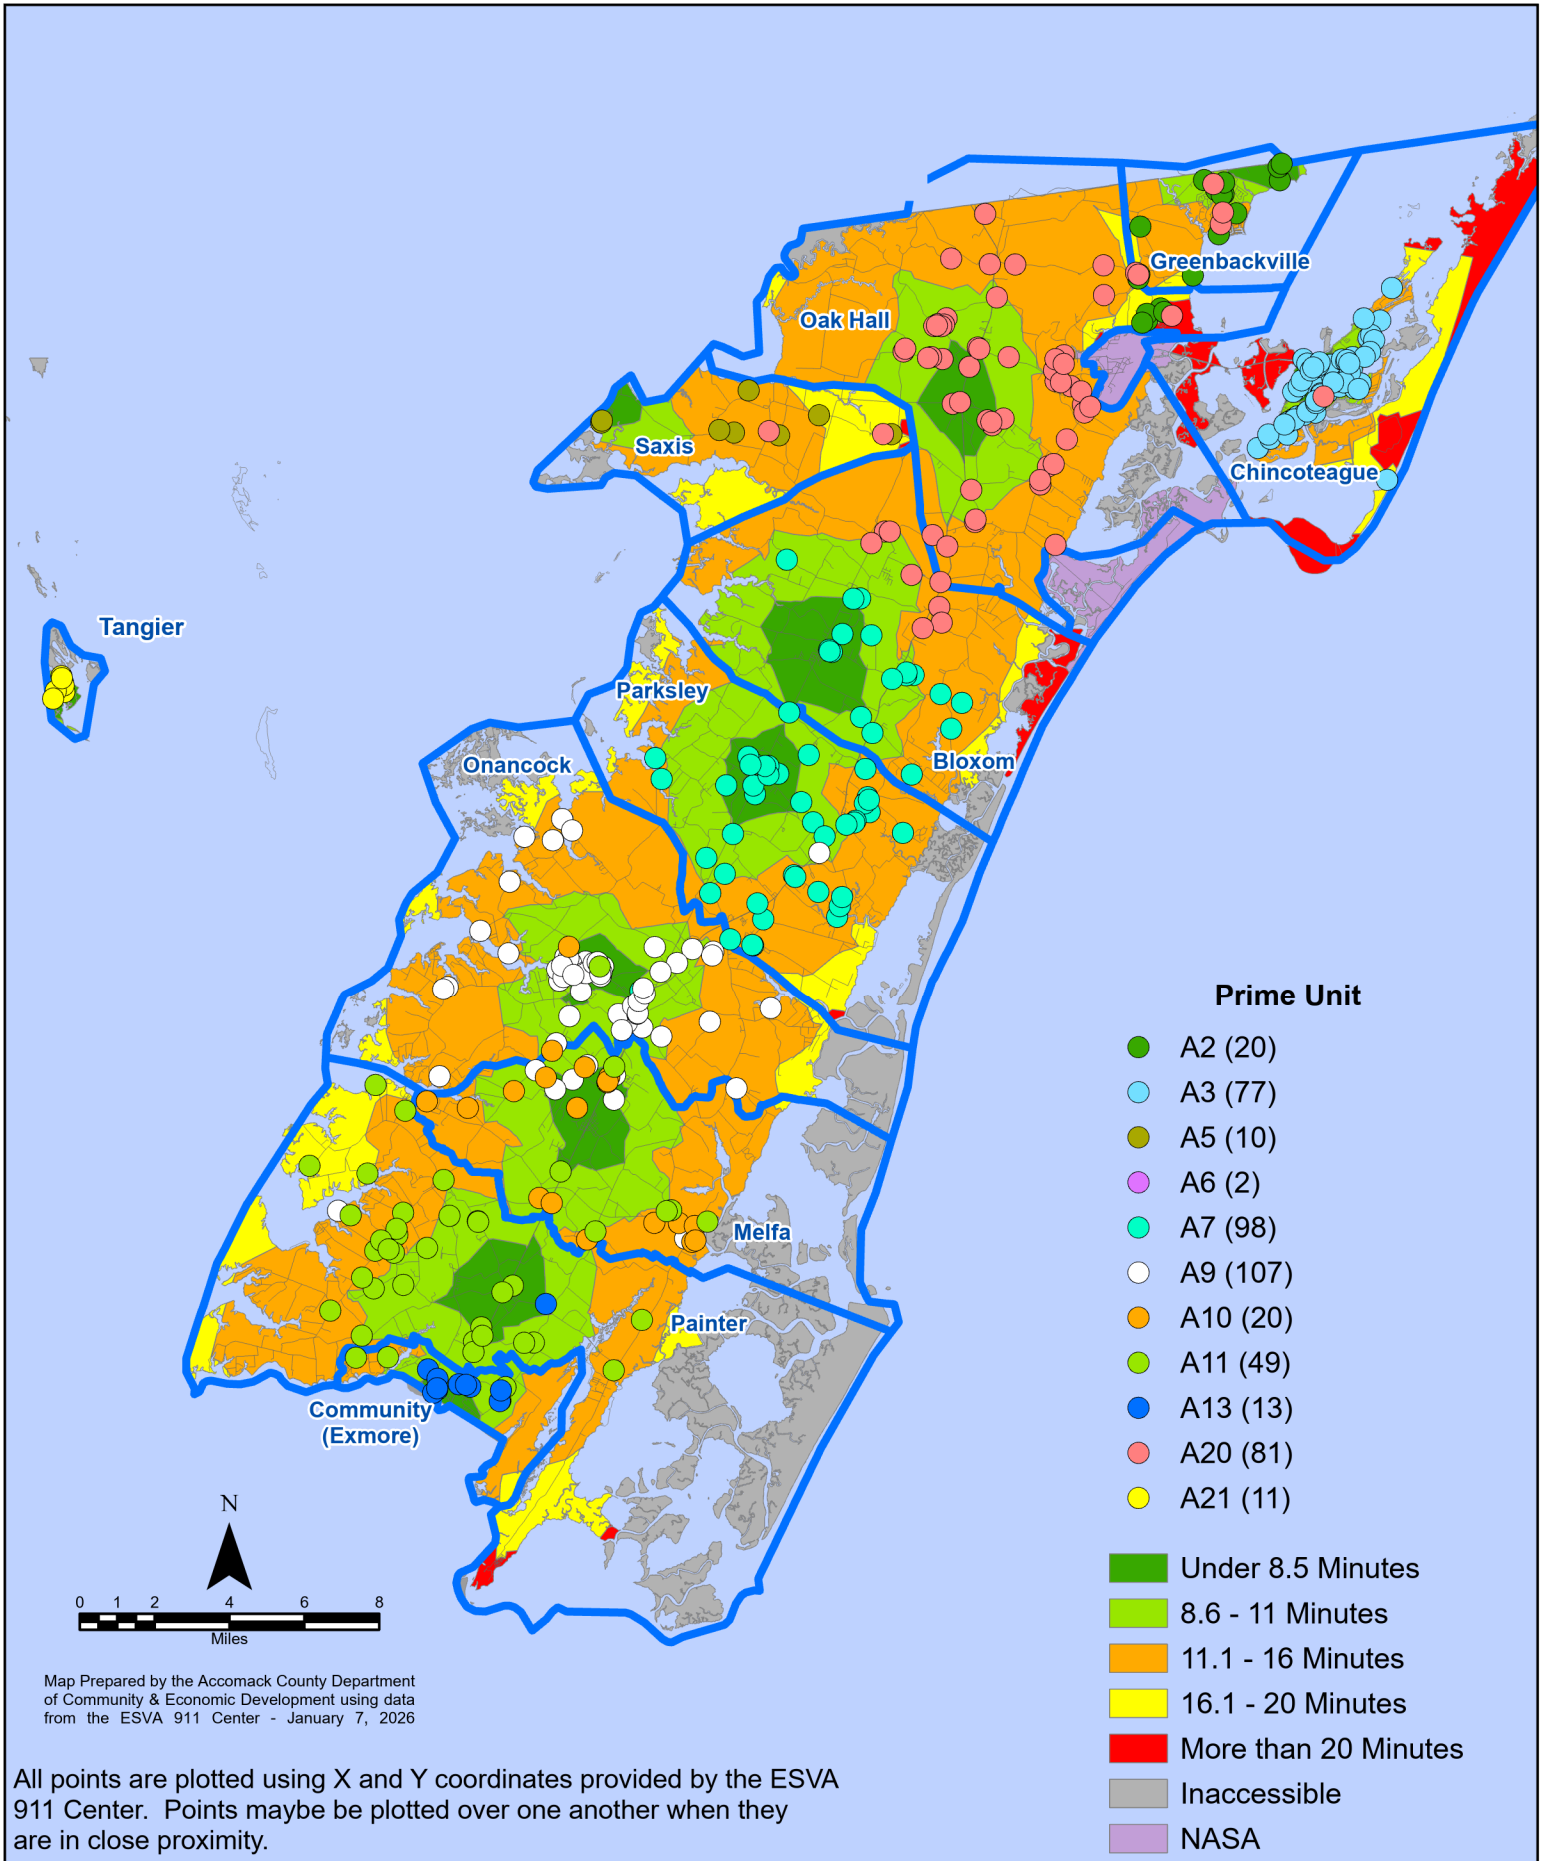 Greenbackville
Oak Hall
Saxis
Chincoteague
Tangier
Parksley
Onancock
Bloxom
Melfa
Painter
Community
(Exmore)
Prime Unit
A2 (20)
A3 (77)
A5 (10)
A6 (2)
A7 (98)
A9 (107)
A10 (20)
A11 (49)
A13 (13)
A20 (81)
A21 (11)
Under 8.5 Minutes
8.6 - 11 Minutes
11.1 - 16 Minutes
16.1 - 20 Minutes
More than 20 Minutes
Inaccessible
NASA
N
0 1 2 4 6 8
Miles
Map Prepared by the Accomack County Department
of Community & Economic Development using data
from the ESVA 911 Center - January 7, 2026
All points are plotted using X and Y coordinates provided by the ESVA
911 Center. Points maybe be plotted over one another when they
are in close proximity.